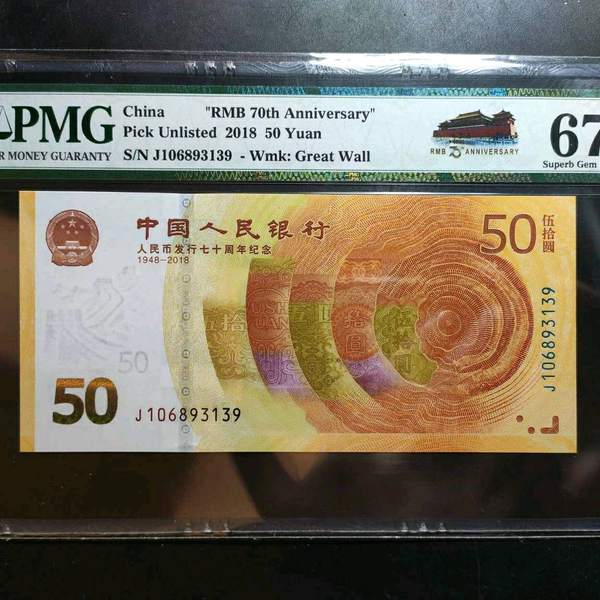 PMG
R MONEY GUARANTY
China "RMB 70th Anniversary"
Pick Unlisted 2018 50 Yuan
S/N J106893139 - Wmk: Great Wall
RMB 70 ANNIVERSARY
67
Superb Gem
中国人民银行
人民币发行七十周年纪念
1948-2018
50
伍拾圓
J106893139
50
50
J106893139